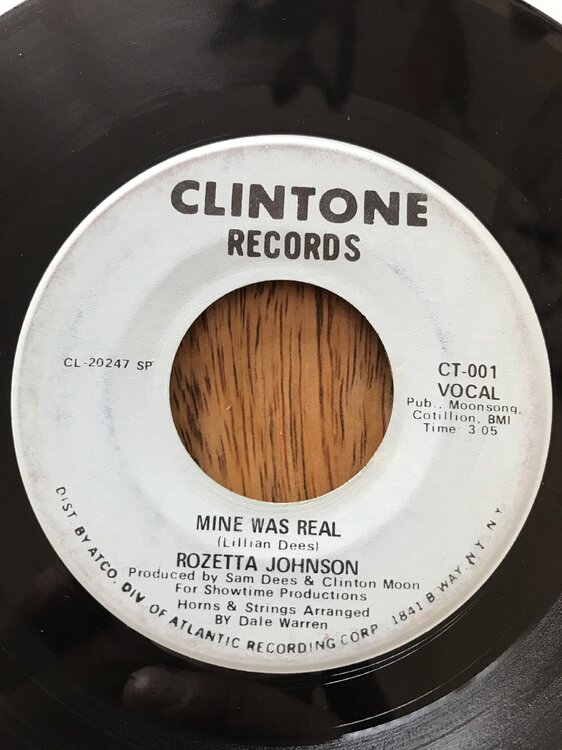 CLINTONE
RECORDS
CL-20247 SP
CT-001
VOCAL
Pub., Moonsong,
Cotillion, BMI
Time 3 05
MINE WAS REAL
(Lillian Dees)
ROZETTA JOHNSON
Produced by Sam Dees & Clinton Moon
For Showtime Productions
Horns & Strings Arranged
BY Dale Warren
DIST BY ATCO. DIV OF ATLANTIC RECORDING CORP. 1841 B WAY, N.Y. N.Y.